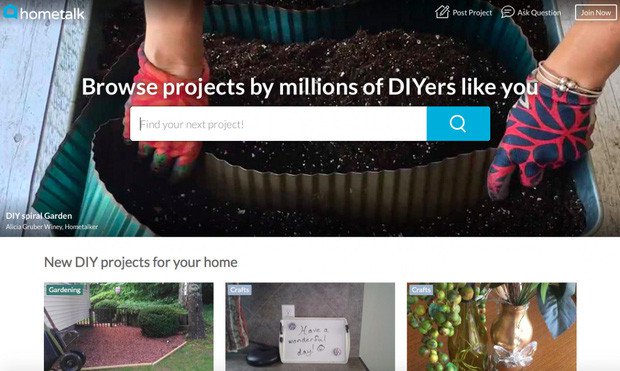 hometalk
Post Project
Ask Question
Join Now
Browse projects by millions of DIYers like you
Find your next project!
DIY spiral Garden
Alicia Gruber Winey, Hometalker
New DIY projects for your home
Gardening
Crafts
Crafts
Have a
wonderful
day!